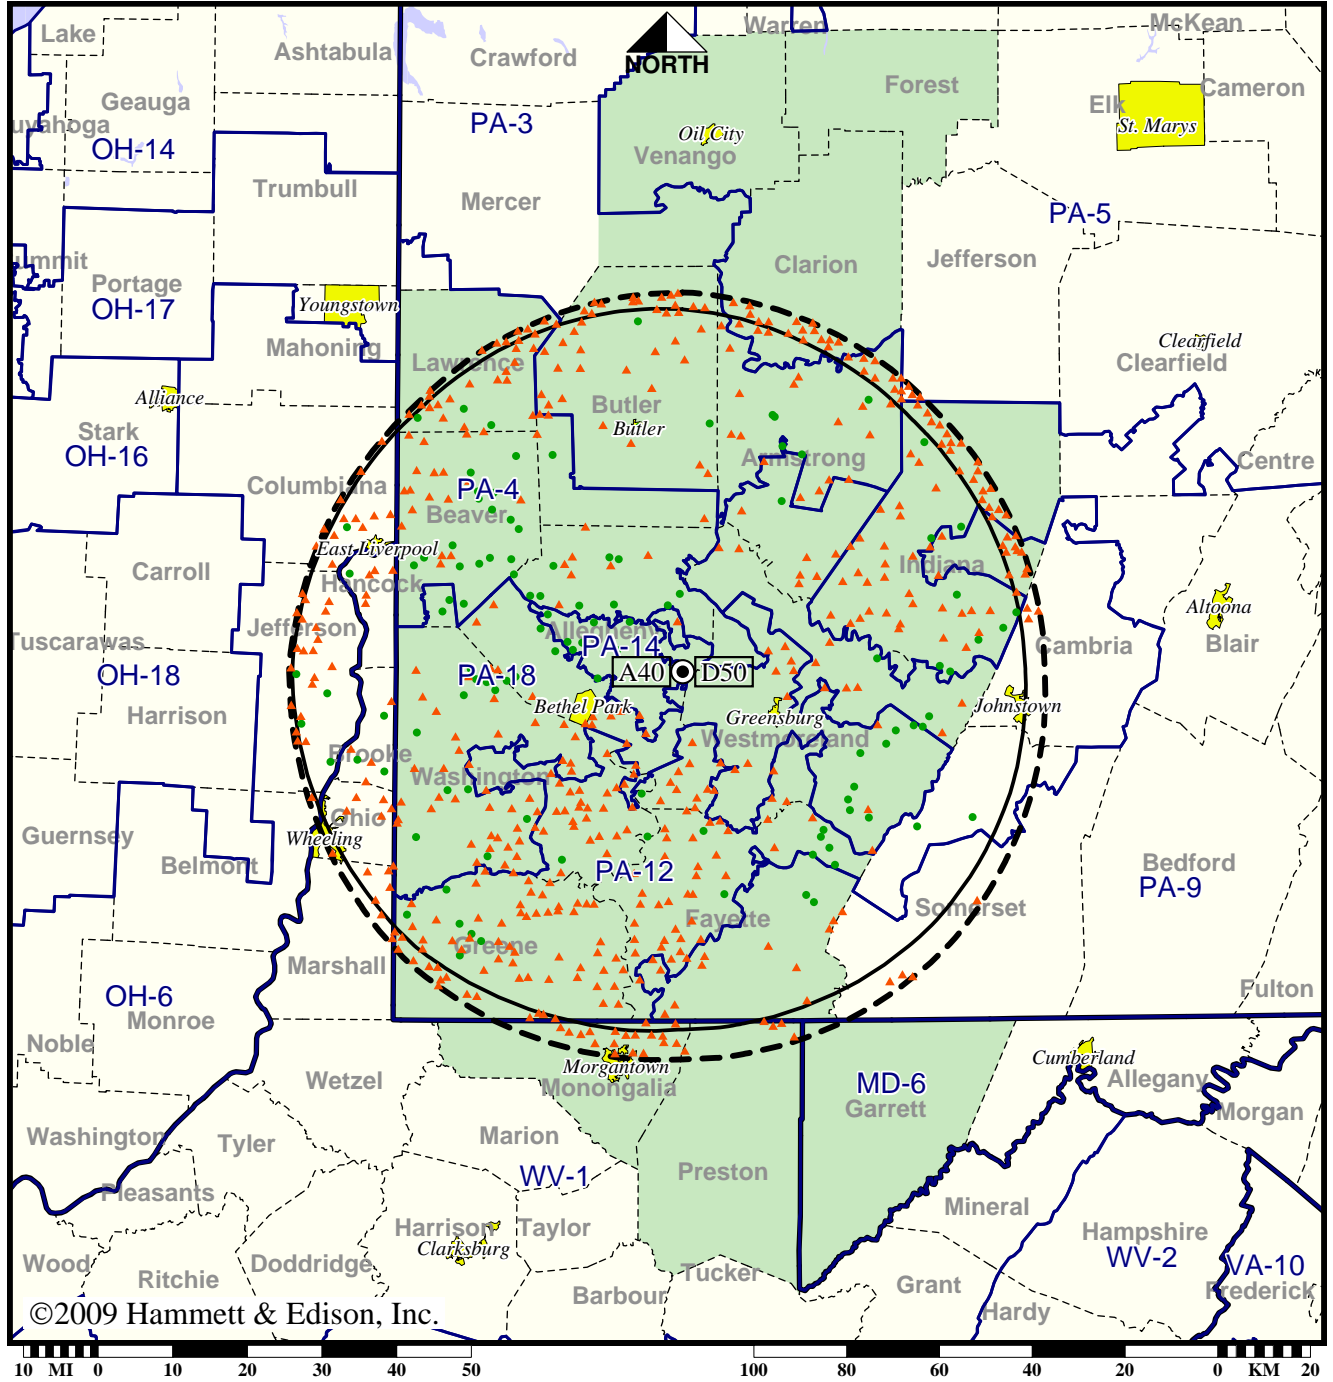 Lake
Ashtabula
Crawford
Warren
McKean
NORTH
Geauga
Forest
Elk
Cameron
uyahoga
OH-14
PA-3
Oil City
Venango
St. Marys
Trumbull
Mercer
PA-5
ummit
Portage
OH-17
Youngstown
Clarion
Jefferson
Mahoning
Lawrence
Clearfield
Clearfield
Alliance
Butler
Butler
Stark
OH-16
Armstrong
Centre
Columbiana
PA-4
Beaver
East Liverpool
Carroll
Hancock
Indiana
Altoona
Tuscarawas
Jefferson
Allegheny
PA-14
Cambria
Blair
OH-18
PA-18
A40
D50
Harrison
Bethel Park
Greensburg
Johnstown
Westmoreland
Brooke
Washington
Ohio
Guernsey
Wheeling
Belmont
PA-12
Bedford
PA-9
Fayette
Somerset
Greene
Marshall
OH-6
Monroe
Fulton
Noble
Wetzel
Morgantown
Monongalia
MD-6
Garrett
Cumberland
Allegany
Morgan
Washington
Tyler
Marion
Pleasants
WV-1
Preston
Mineral
Harrison
Taylor
Clarksburg
Hampshire
WV-2
Wood
Ritchie
Doddridge
Tucker
Barbour
Grant
Hardy
VA-10
Frederick
©2009 Hammett & Edison, Inc.
10 MI 0 10 20 30 40 50 100 80 60 40 20 0 KM 20